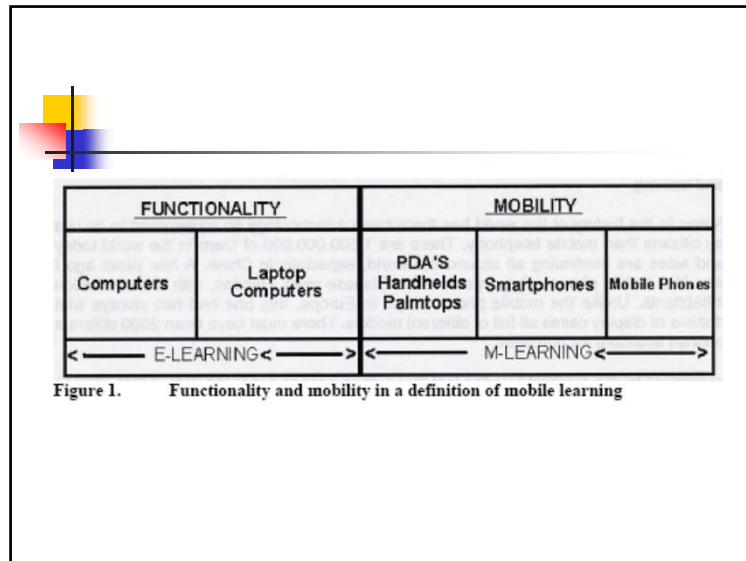 FUNCTIONALITY MOBILITY
Computers
Laptop
Computers
PDA'S
Handhelds
Palmtops
Smartphones
Mobile Phones
< E-LEARNING< > < M-LEARNING< >
Figure 1. Functionality and mobility in a definition of mobile learning